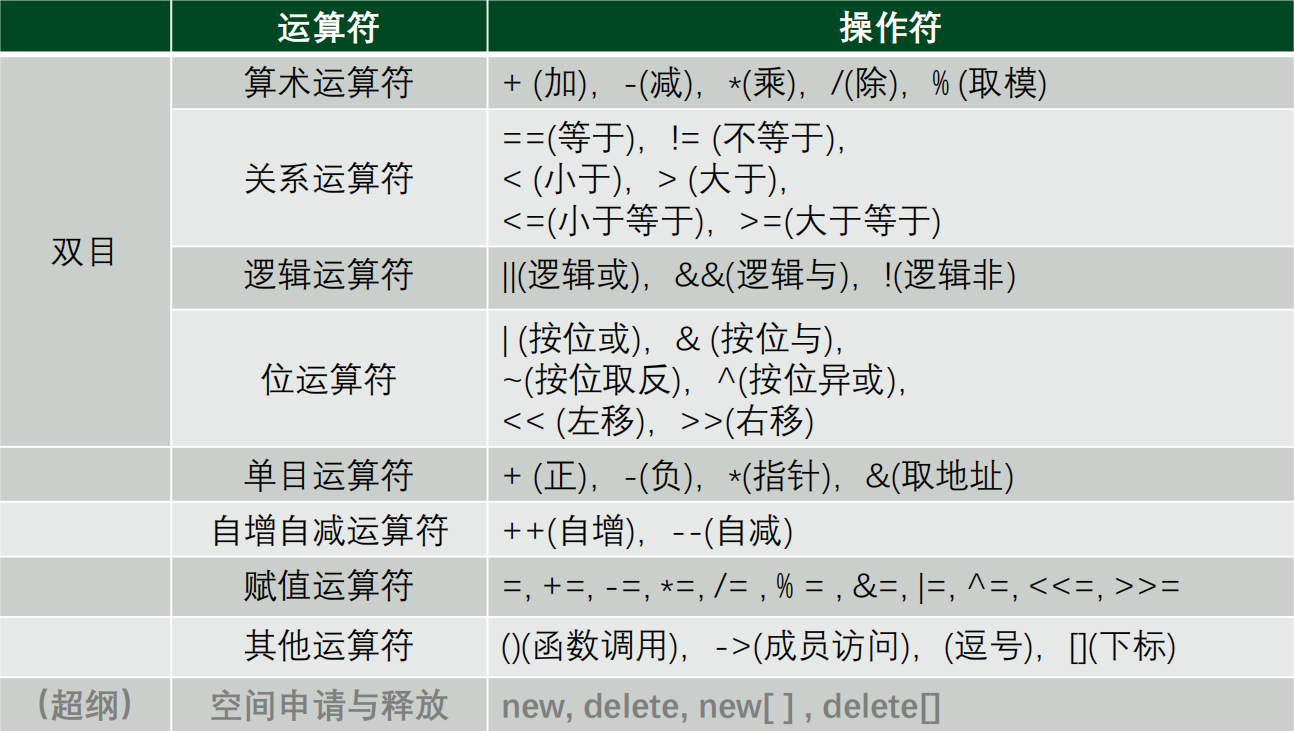 运算符 操作符
双目
算术运算符 + (加), -(减), *(乘), /(除), % (取模)
关系运算符
==(等于), != (不等于),
< (小于), > (大于),
<=(小于等于), >=(大于等于)
逻辑运算符 ||(逻辑或), &&(逻辑与), !(逻辑非)
位运算符
| (按位或), & (按位与),
~(按位取反), ^(按位异或),
<< (左移), >>(右移)
单目运算符 + (正), -(负), *(指针), &(取地址)
自增自减运算符 ++(自增), --(自减)
赋值运算符 =, +=, -=, *=, /= , % = , &=, |=, ^=, <<=, >>=
其他运算符 ()(函数调用), ->(成员访问), (逗号), [](下标)
(超纲) 空间申请与释放 new, delete, new[ ] , delete[]